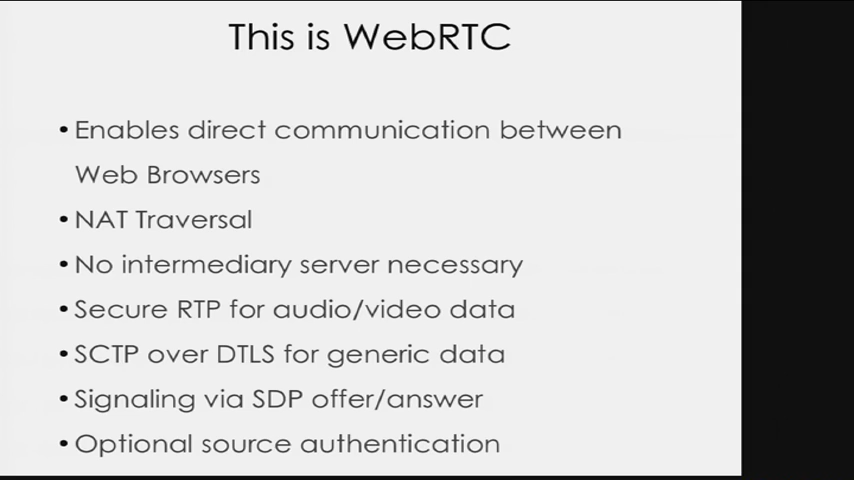 This is WebRTC
• Enables direct communication between
Web Browsers
• NAT Traversal
• No intermediary server necessary
• Secure RTP for audio/video data
• SCTP over DTLS for generic data
• Signaling via SDP offer/answer
• Optional source authentication